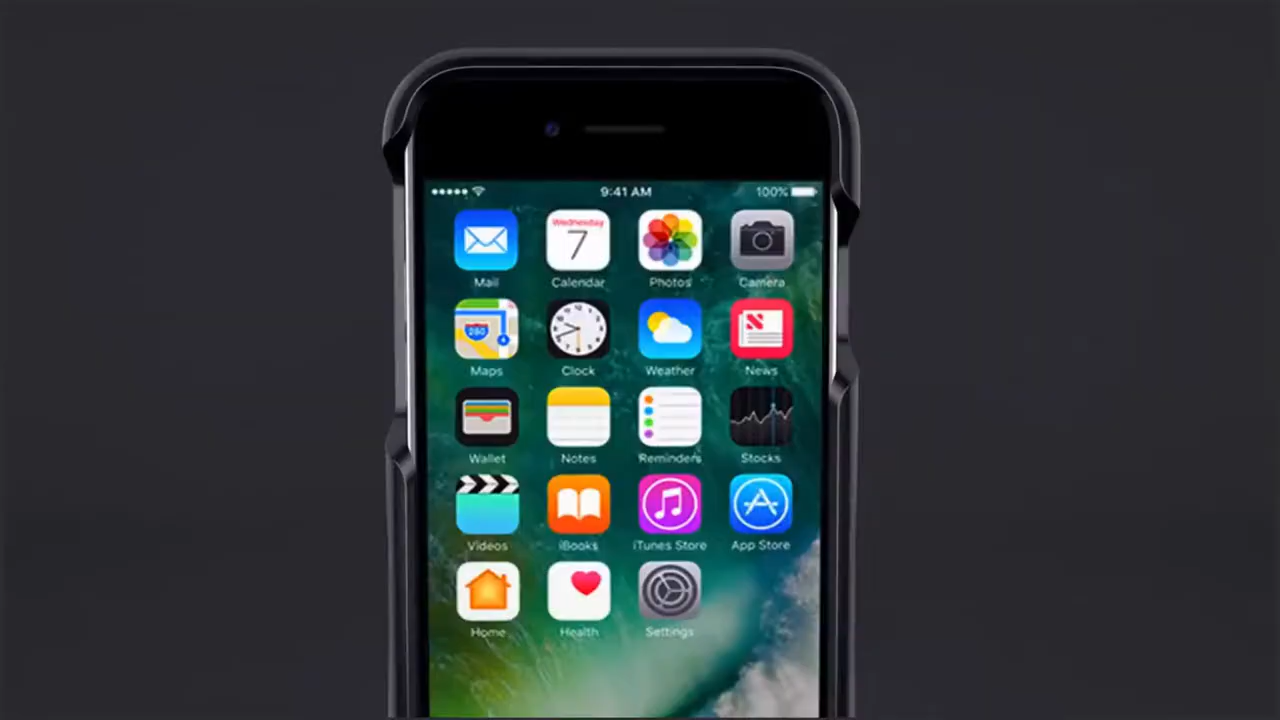 9:41 AM 100%
Wednesday
7
Mail Calendar Photos Camera
280
Maps Clock Weather News
Wallet Notes Reminders Stocks
Videos iBooks iTunes Store App Store
Home Health Settings